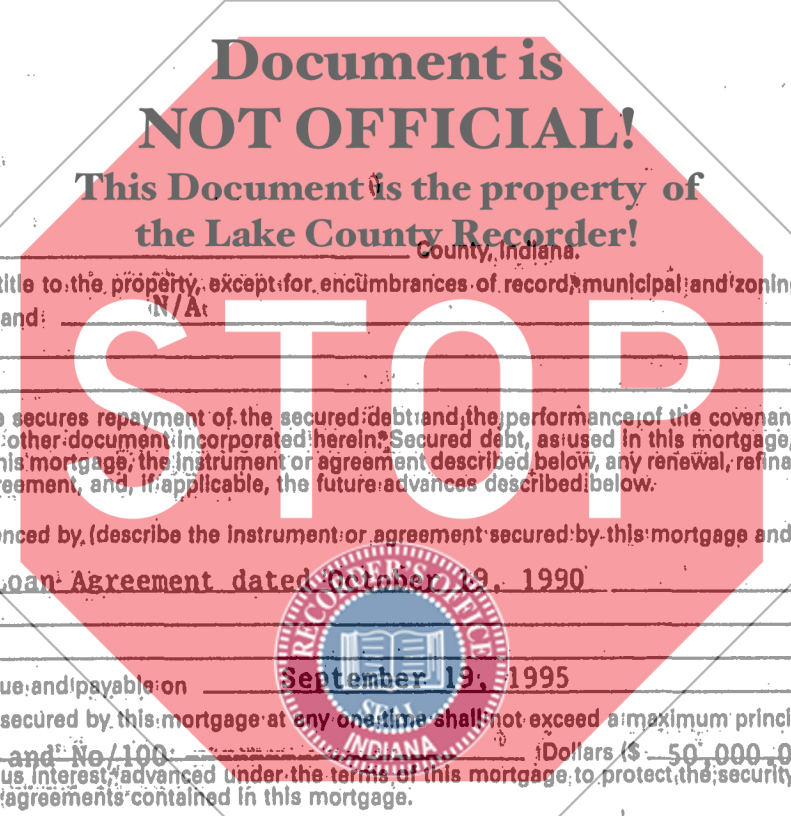 Document is
NOT OFFICIAL!
This Document is the property of
the Lake County Recorder!
County, Indiana.
title to the property, except for encumbrances of record, municipal and zoning
and N/A
STOP
secures repayment of the secured debt and the performance of the covenan
other document incorporated herein. Secured debt, as used in this mortgage,
his mortgage, the instrument or agreement described below, any renewal, refina
reement, and, if applicable, the future advances described below.
nced by (describe the instrument or agreement secured by this mortgage and
oan Agreement dated October 19, 1990
RECORDER'S OFFICE
ue and payable on September 19, 1995
SEAL
secured by this mortgage at any one time shall not exceed a maximum princi
INDIANA
and No/100 Dollars ($ 50,000.0
us interest, advanced under the terms of this mortgage to protect the security
agreements contained in this mortgage.